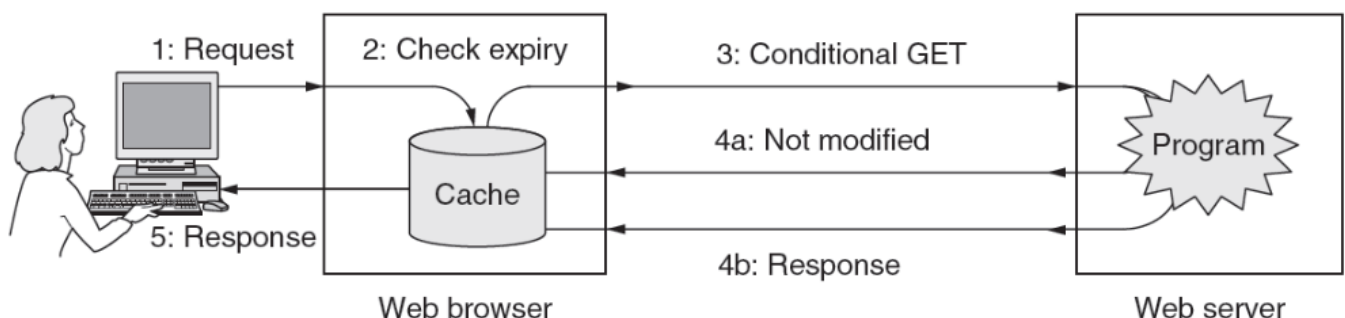 1: Request
2: Check expiry
3: Conditional GET
4a: Not modified
Program
Cache
5: Response
4b: Response
Web browser
Web server